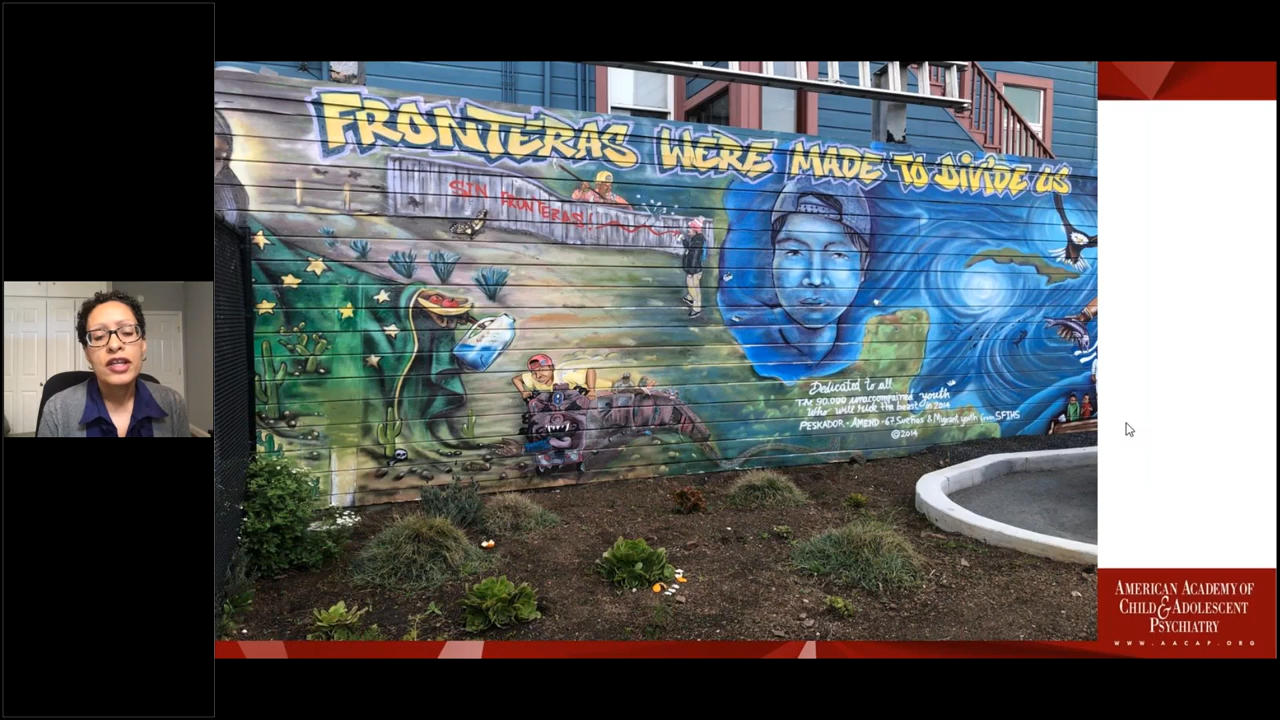 FRONTERAS WERE MADE TO DIVIDE US
SIN FRONTERAS!
Dedicated to all
The 90,000 unaccompanied youth
Who will ride the beast in 2014
PESKADOR - AMEND - 67 Sueños & Migrant youth from SFIHS
©2014
AMERICAN ACADEMY OF
CHILD & ADOLESCENT
PSYCHIATRY
WWW.AACAP.ORG